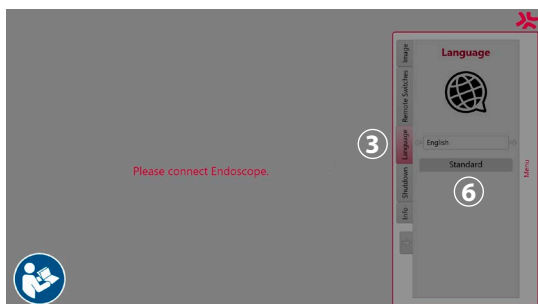 Please connect Endoscope.
3
Image
Remote Switches
Language
Shutdown
Info
Language
English
Standard
6
Menu